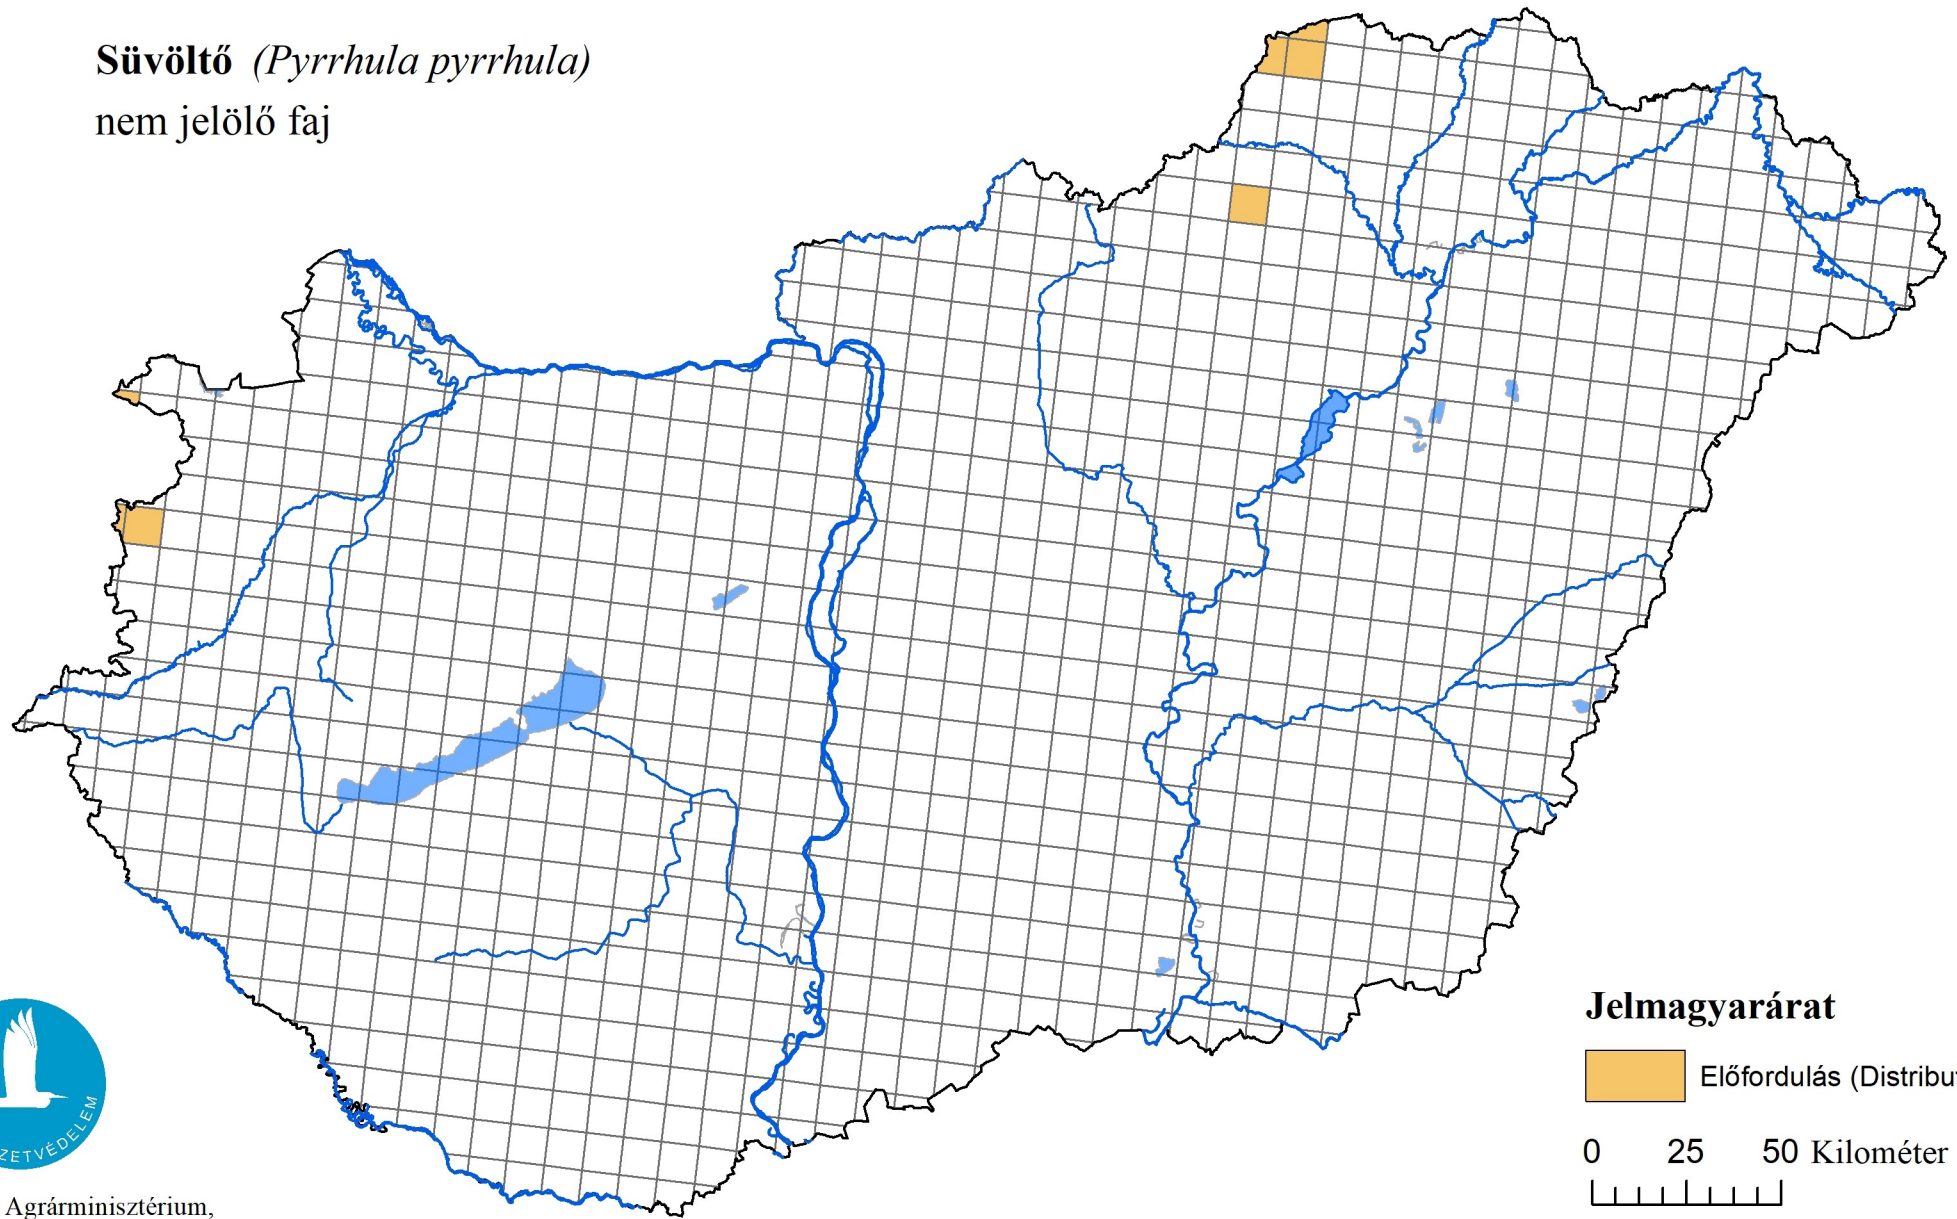 Süvöltő (Pyrrhula pyrrhula)
nem jelölő faj
Jelmagyarárat
Előfordulás (Distribu
0 25 50 Kilométer
ZETVÉDELEM
Agrárminisztérium,